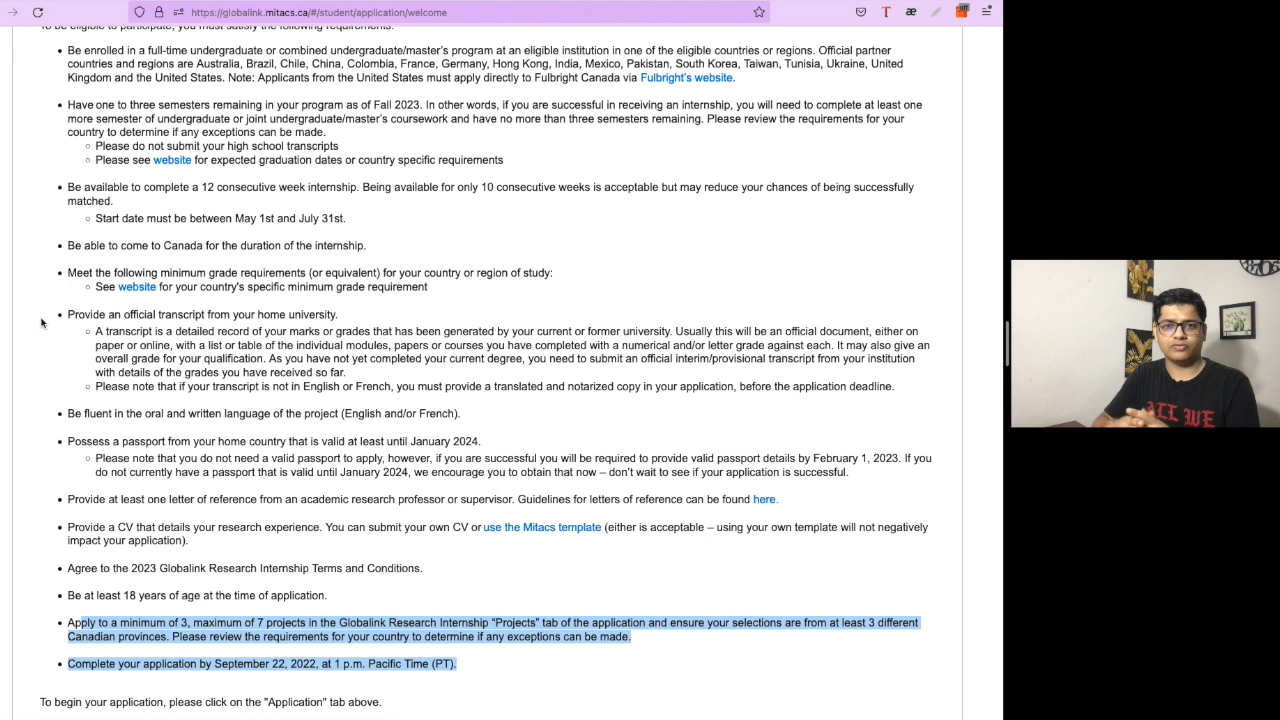 https://globalink.mitacs.ca/#/student/application/welcome
To be eligible to participate, you must satisfy the following requirements:
• Be enrolled in a full-time undergraduate or combined undergraduate/master's program at an eligible institution in one of the eligible countries or regions. Official partner
countries and regions are Australia, Brazil, Chile, China, Colombia, France, Germany, Hong Kong, India, Mexico, Pakistan, South Korea, Taiwan, Tunisia, Ukraine, United
Kingdom and the United States. Note: Applicants from the United States must apply directly to Fulbright Canada via Fulbright's website.
• Have one to three semesters remaining in your program as of Fall 2023. In other words, if you are successful in receiving an internship, you will need to complete at least one
more semester of undergraduate or joint undergraduate/master's coursework and have no more than three semesters remaining. Please review the requirements for your
country to determine if any exceptions can be made.
◦ Please do not submit your high school transcripts
◦ Please see website for expected graduation dates or country specific requirements
• Be available to complete a 12 consecutive week internship. Being available for only 10 consecutive weeks is acceptable but may reduce your chances of being successfully
matched.
◦ Start date must be between May 1st and July 31st.
• Be able to come to Canada for the duration of the internship.
• Meet the following minimum grade requirements (or equivalent) for your country or region of study:
◦ See website for your country's specific minimum grade requirement
• Provide an official transcript from your home university.
◦ A transcript is a detailed record of your marks or grades that has been generated by your current or former university. Usually this will be an official document, either on
paper or online, with a list or table of the individual modules, papers or courses you have completed with a numerical and/or letter grade against each. It may also give an
overall grade for your qualification. As you have not yet completed your current degree, you need to submit an official interim/provisional transcript from your institution
with details of the grades you have received so far.
◦ Please note that if your transcript is not in English or French, you must provide a translated and notarized copy in your application, before the application deadline.
• Be fluent in the oral and written language of the project (English and/or French).
• Possess a passport from your home country that is valid at least until January 2024.
◦ Please note that you do not need a valid passport to apply, however, if you are successful you will be required to provide valid passport details by February 1, 2023. If you
do not currently have a passport that is valid until January 2024, we encourage you to obtain that now – don't wait to see if your application is successful.
• Provide at least one letter of reference from an academic research professor or supervisor. Guidelines for letters of reference can be found here.
• Provide a CV that details your research experience. You can submit your own CV or use the Mitacs template (either is acceptable – using your own template will not negatively
impact your application).
• Agree to the 2023 Globalink Research Internship Terms and Conditions.
• Be at least 18 years of age at the time of application.
• Apply to a minimum of 3, maximum of 7 projects in the Globalink Research Internship “Projects” tab of the application and ensure your selections are from at least 3 different
Canadian provinces. Please review the requirements for your country to determine if any exceptions can be made.
• Complete your application by September 22, 2022, at 1 p.m. Pacific Time (PT).
To begin your application, please click on the "Application" tab above.
ALL WE